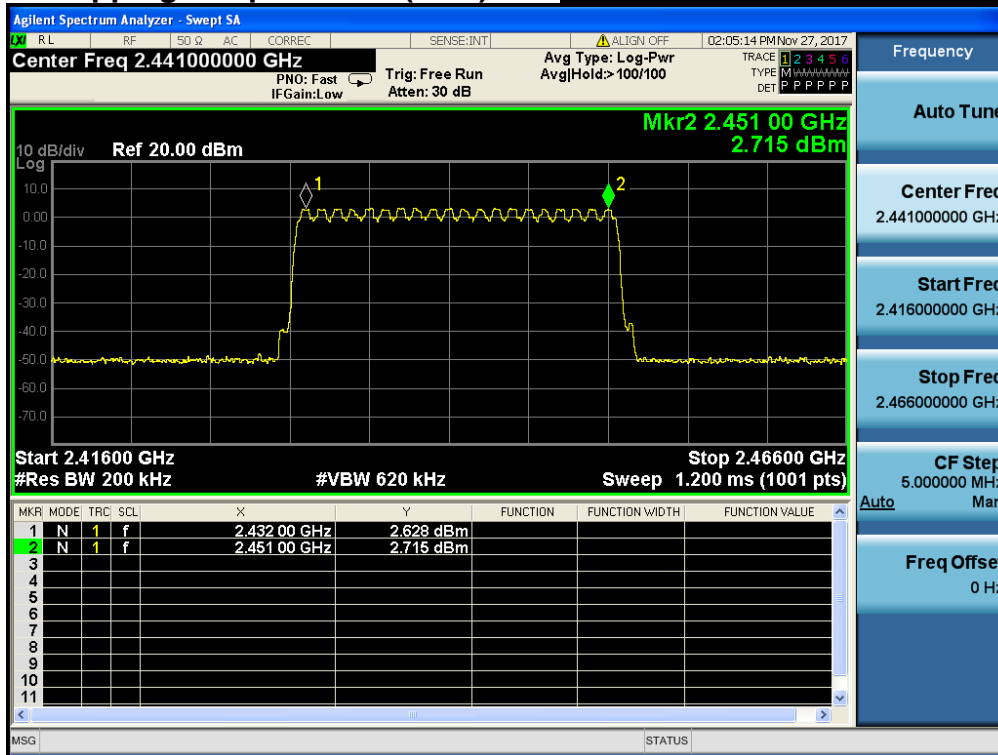 Agilent Spectrum Analyzer - Swept SA
LXI RL RF 50 Ω AC CORREC SENSE:INT ALIGN OFF 02:05:14 PM Nov 27, 2017
Center Freq 2.441000000 GHz
PNO: Fast
IFGain:Low
Trig: Free Run
Atten: 30 dB
Avg Type: Log-Pwr
Avg|Hold:>100/100
TRACE 1 2 3 4 5 6
TYPE M
DET P P P P P P
Mkr2 2.451 00 GHz
2.715 dBm
10 dB/div Ref 20.00 dBm
Log
10.0
1
2
0.00
-10.0
-20.0
-30.0
-40.0
-50.0
-60.0
-70.0
Start 2.41600 GHz Stop 2.46600 GHz
#Res BW 200 kHz #VBW 620 kHz Sweep 1.200 ms (1001 pts)
MKR MODE TRC SCL X Y FUNCTION FUNCTION WIDTH FUNCTION VALUE
1 N 1 f 2.432 00 GHz 2.628 dBm
2 N 1 f 2.451 00 GHz 2.715 dBm
3
4
5
6
7
8
9
10
11
MSG STATUS
Frequency
Auto Tune
Center Freq
2.441000000 GHz
Start Freq
2.416000000 GHz
Stop Freq
2.466000000 GHz
CF Step
5.000000 MHz
Auto Man
Freq Offset
0 Hz